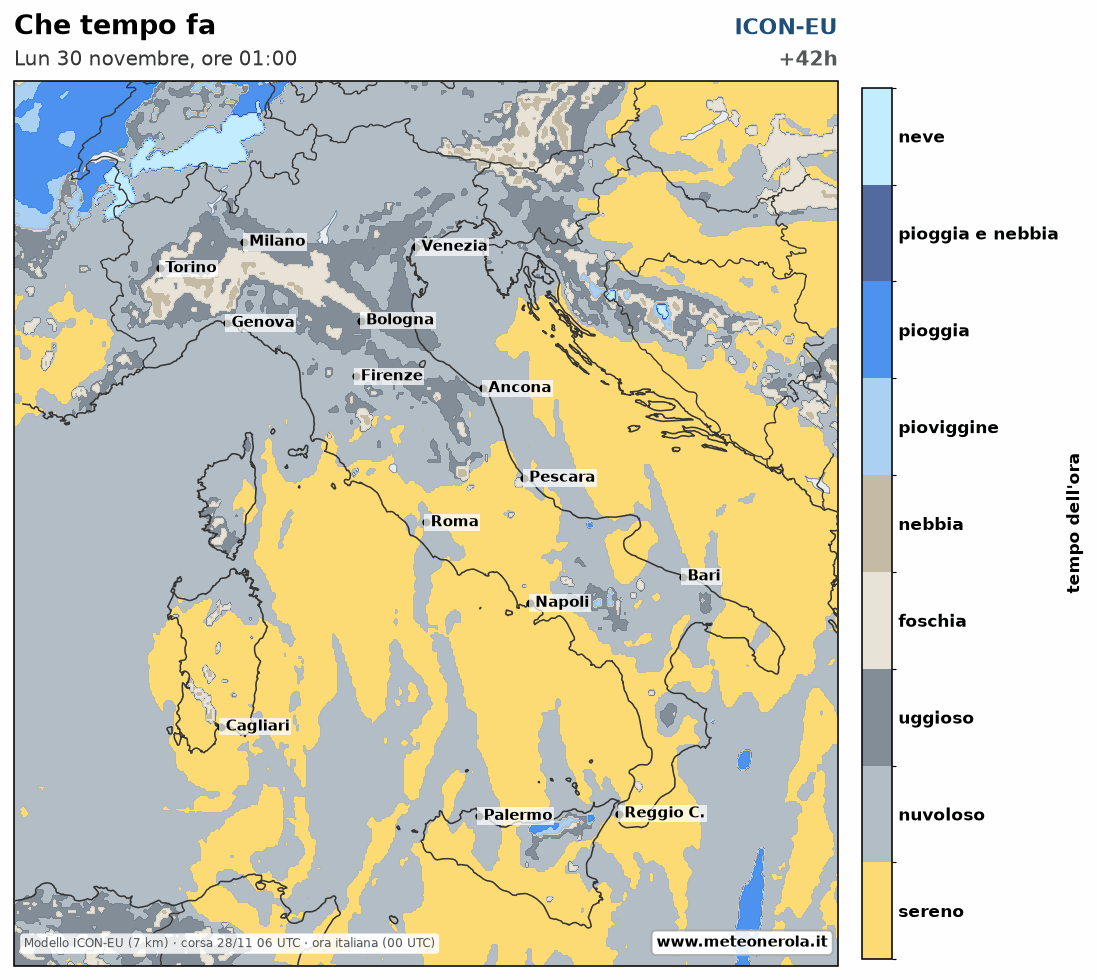 Che tempo fa
ICON-EU
Lun 30 novembre, ore 01:00
+42h
Milano
Venezia
Torino
Genova
Bologna
Firenze
Ancona
Pescara
Roma
Bari
Napoli
Cagliari
Palermo
Reggio C.
Modello ICON-EU (7 km) · corsa 28/11 06 UTC · ora italiana (00 UTC)
www.meteonerola.it
neve
pioggia e nebbia
pioggia
pioviggine
nebbia
foschia
uggioso
nuvoloso
sereno
tempo dell'ora